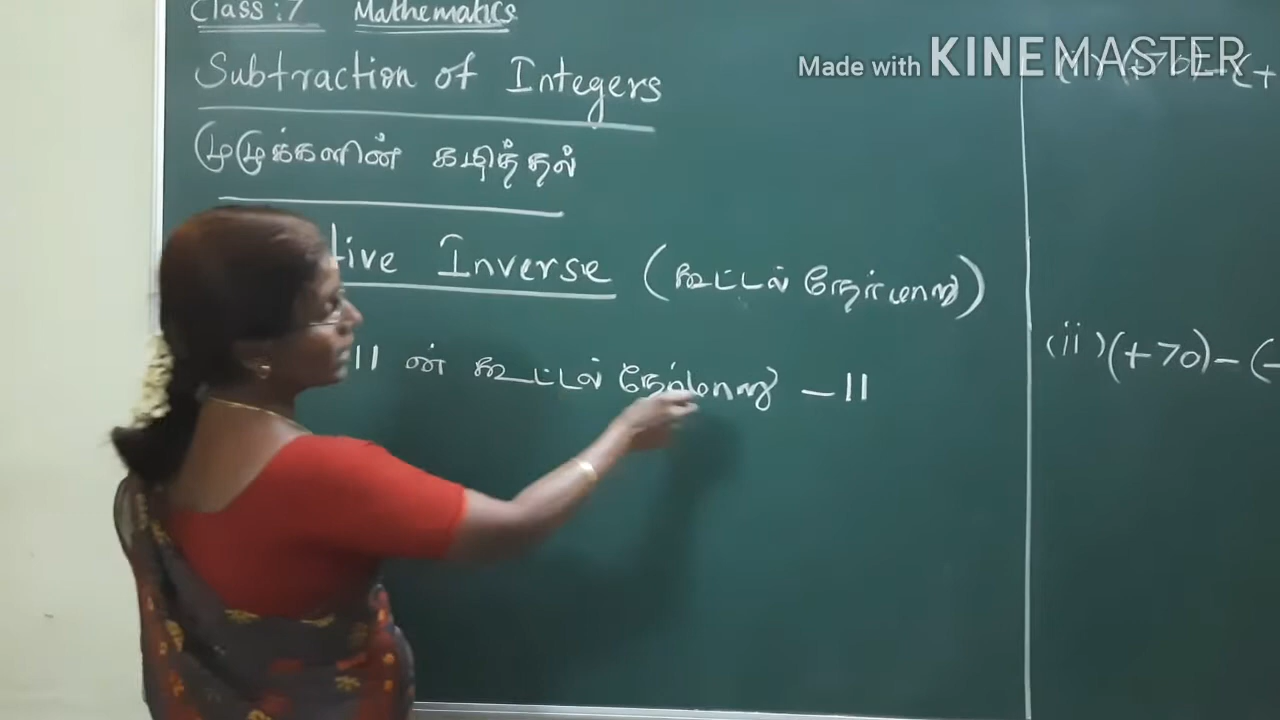 Class : 7 Mathematics
Subtraction of Integers
முழுக்களின் கழித்தல்
tive Inverse (கூட்டல் நேர்மாறு)
11 ன் கூட்டல் நேர்மாறு – 11
Made with KINEMASTER
(i) (+70) – (+
(ii) (+70) – (